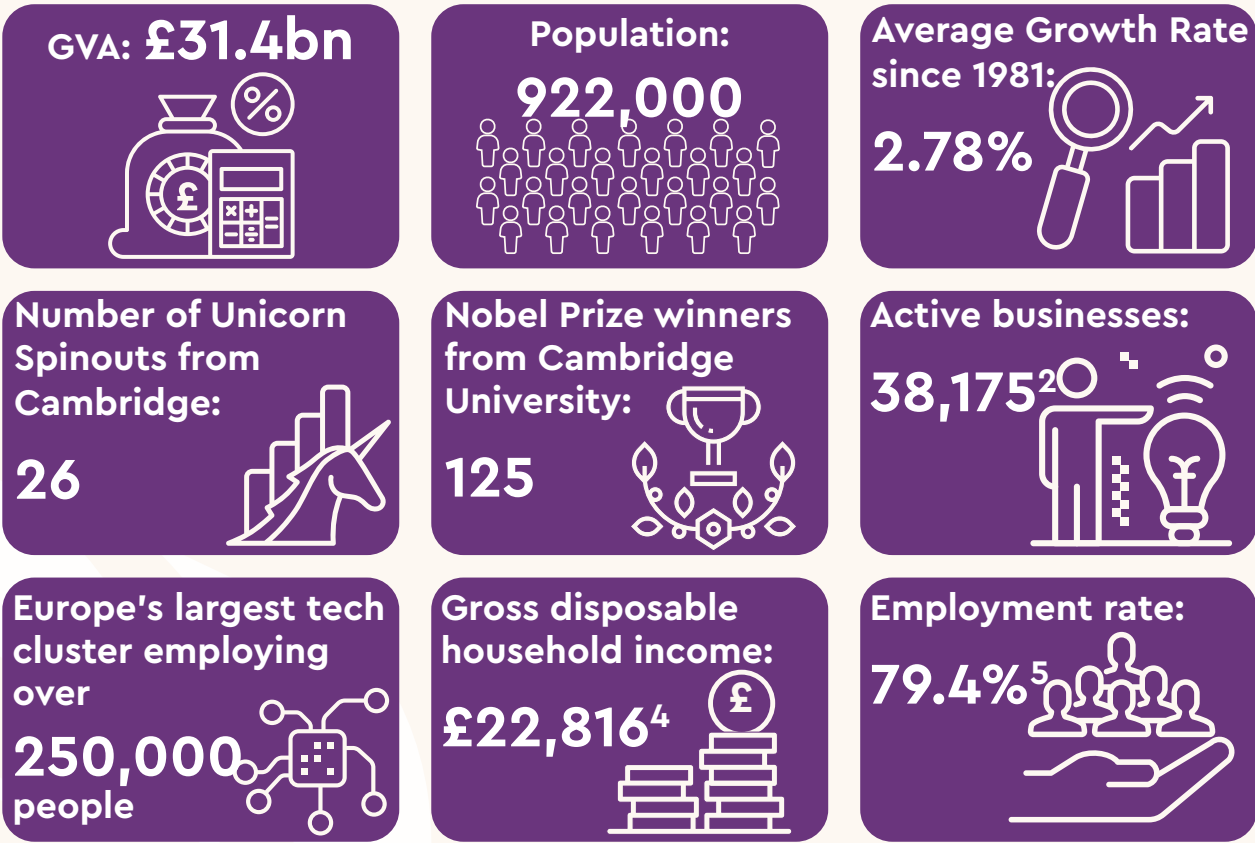 GVA: £31.4bn
Population:
922,000
Average Growth Rate
since 1981:
2.78%
Number of Unicorn
Spinouts from
Cambridge:
26
Nobel Prize winners
from Cambridge
University:
125
Active businesses:
38,175²
Europe's largest tech
cluster employing
over
250,000
people
Gross disposable
household income:
£22,816⁴
Employment rate:
79.4%⁵